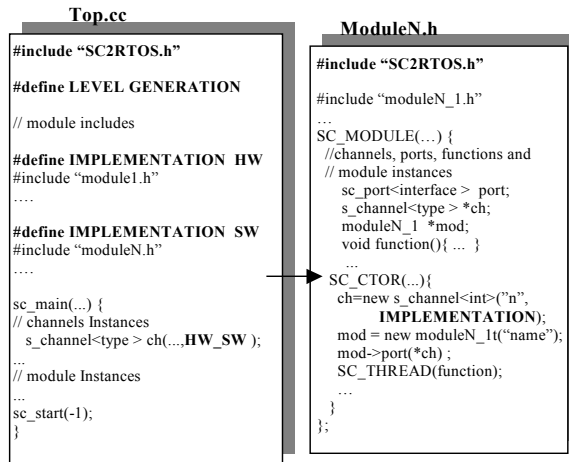 Top.cc
#include “SC2RTOS.h”
#define LEVEL GENERATION
// module includes
#define IMPLEMENTATION HW
#include “module1.h”
….
#define IMPLEMENTATION SW
#include “moduleN.h”
….
sc_main(...) {
// channels Instances
s_channel<type > ch(...,HW_SW );
...
// module Instances
...
sc_start(-1);
}
ModuleN.h
#include “SC2RTOS.h”
#include “moduleN_1.h”
…
SC_MODULE(…) {
//channels, ports, functions and
// module instances
sc_port<interface > port;
s_channel<type > *ch;
moduleN_1 *mod;
void function(){ ... }
...
SC_CTOR(...){
ch=new s_channel<int>(”n”,
IMPLEMENTATION);
mod = new moduleN_1t(“name”);
mod->port(*ch) ;
SC_THREAD(function);
…
}
};